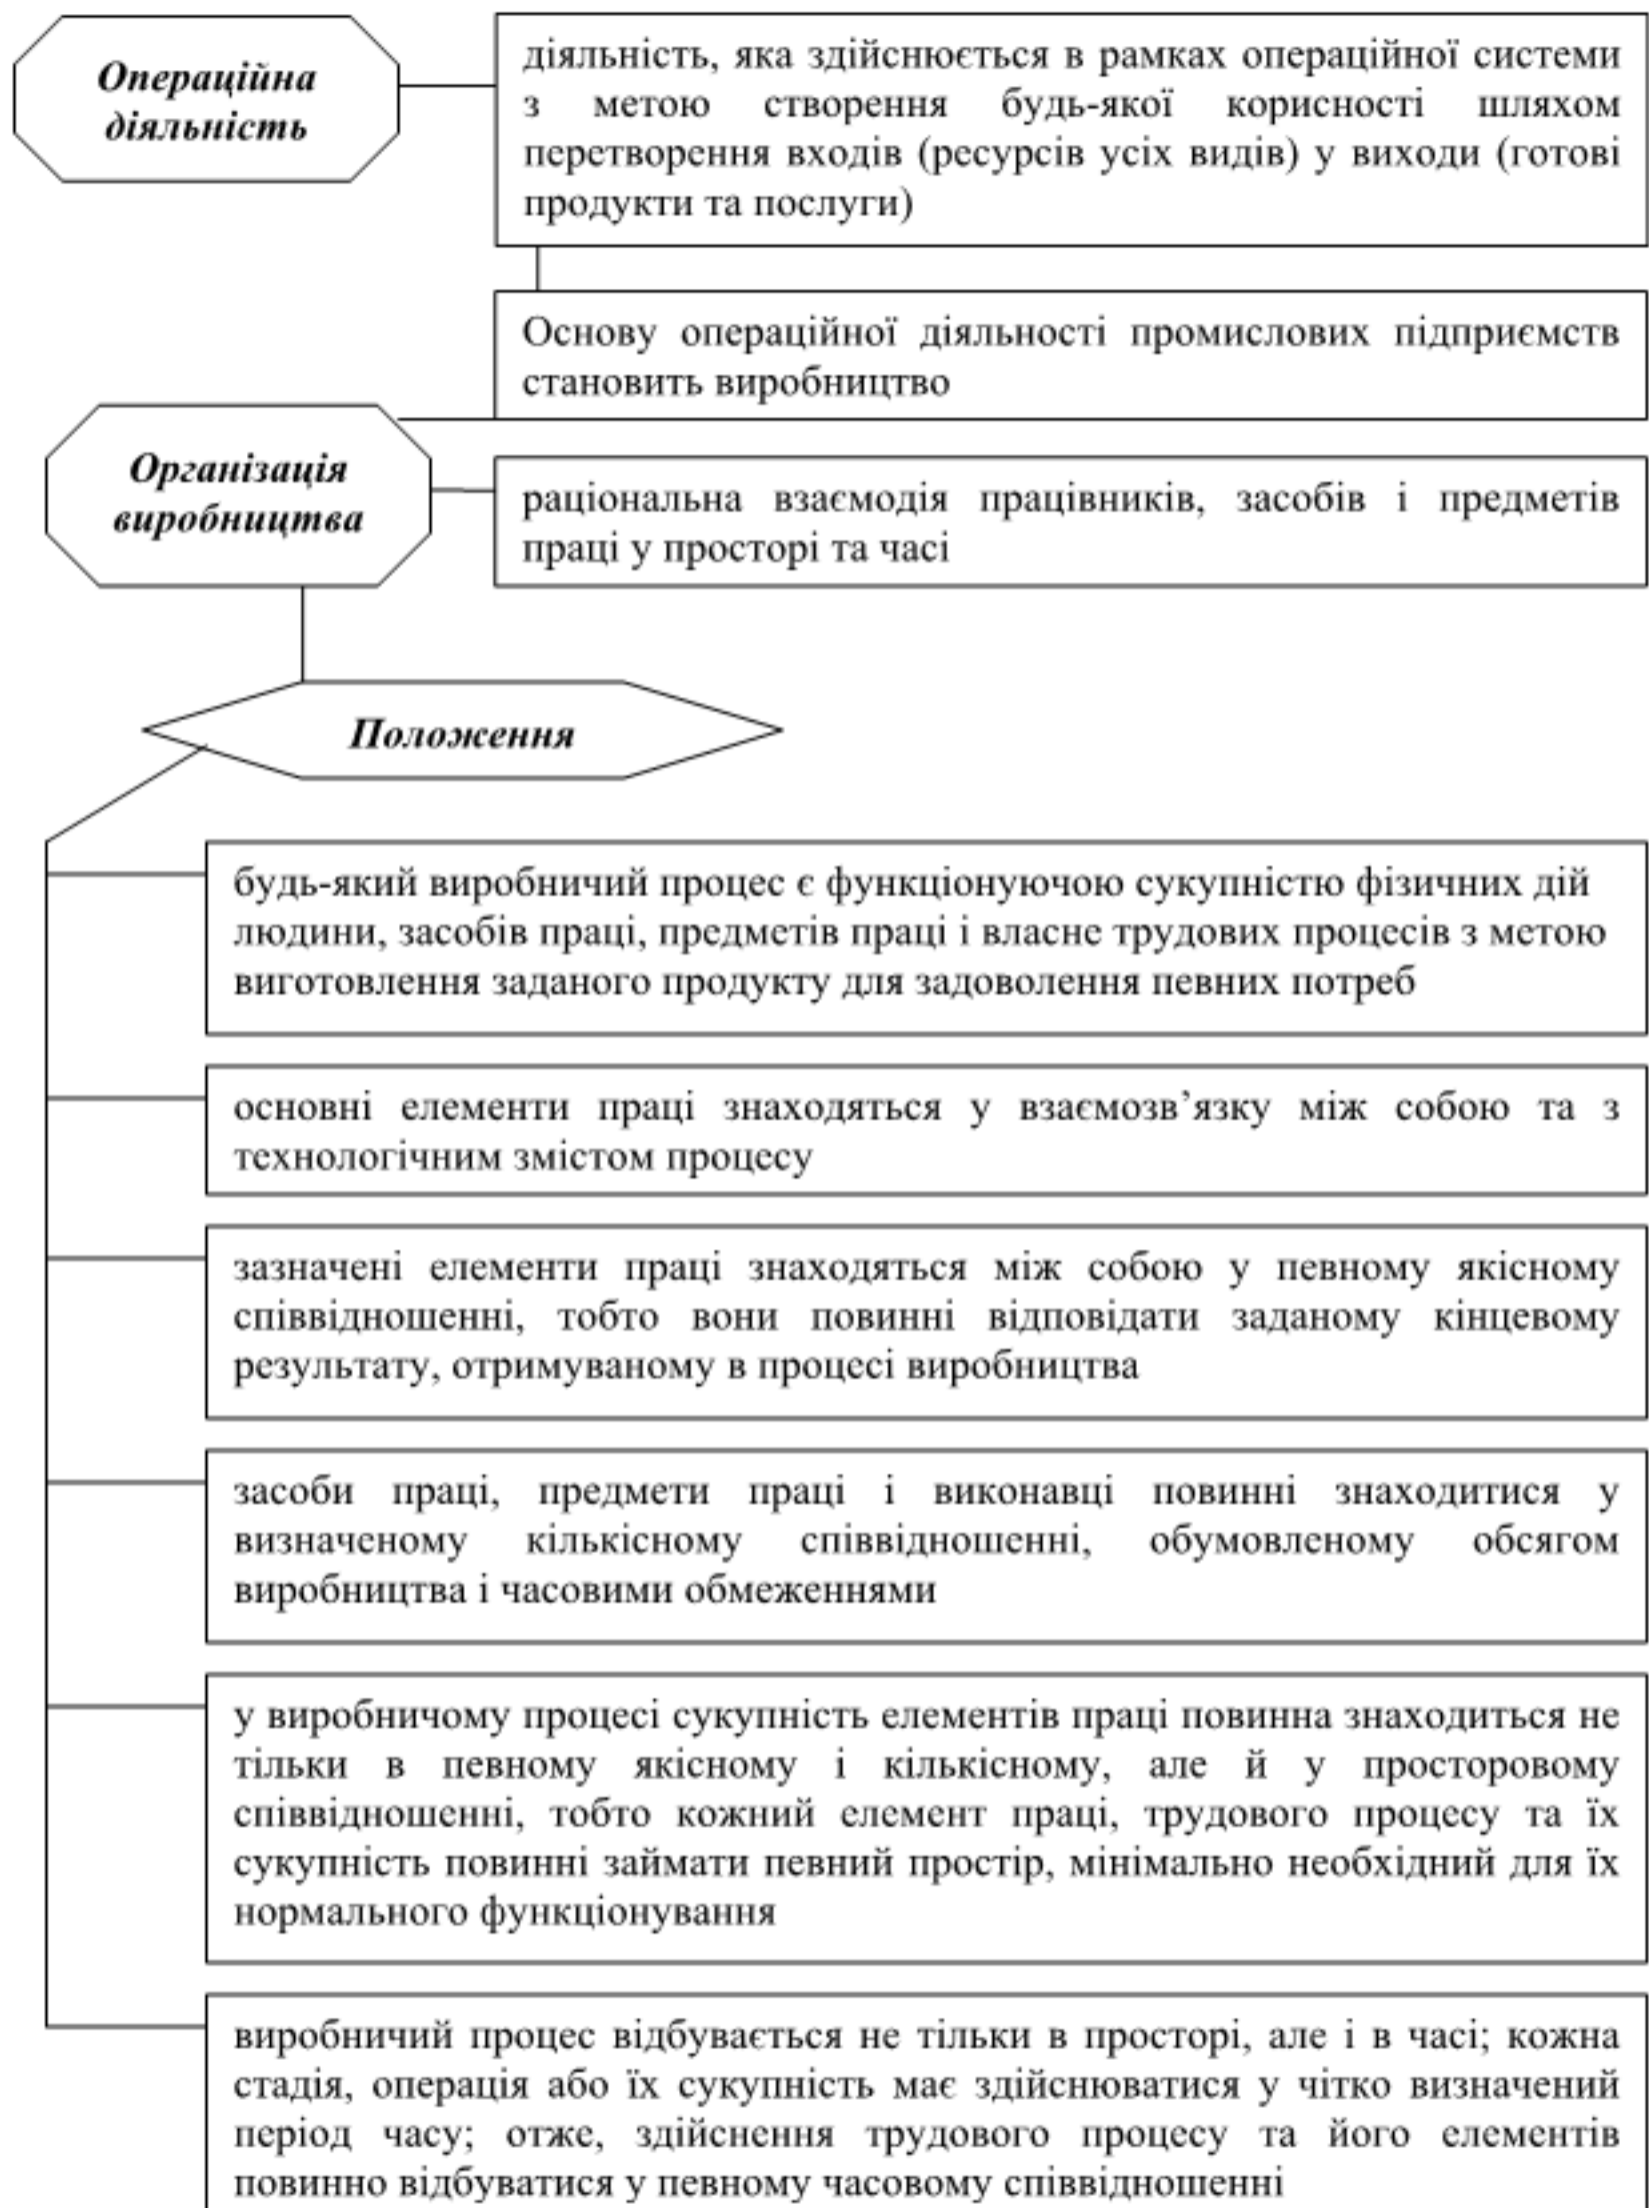 Операційна
діяльність
діяльність, яка здійснюється в рамках операційної системи
з метою створення будь-якої корисності шляхом
перетворення входів (ресурсів усіх видів) у виходи (готові
продукти та послуги)
Основу операційної діяльності промислових підприємств
становить виробництво
Організація
виробництва
раціональна взаємодія працівників, засобів і предметів
праці у просторі та часі
Положення
будь-який виробничий процес є функціонуючою сукупністю фізичних дій
людини, засобів праці, предметів праці і власне трудових процесів з метою
виготовлення заданого продукту для задоволення певних потреб
основні елементи праці знаходяться у взаємозв’язку між собою та з
технологічним змістом процесу
зазначені елементи праці знаходяться між собою у певному якісному
співвідношенні, тобто вони повинні відповідати заданому кінцевому
результату, отримуваному в процесі виробництва
засоби праці, предмети праці і виконавці повинні знаходитися у
визначеному кількісному співвідношенні, обумовленому обсягом
виробництва і часовими обмеженнями
у виробничому процесі сукупність елементів праці повинна знаходиться не
тільки в певному якісному і кількісному, але й у просторовому
співвідношенні, тобто кожний елемент праці, трудового процесу та їх
сукупність повинні займати певний простір, мінімально необхідний для їх
нормального функціонування
виробничий процес відбувається не тільки в просторі, але і в часі; кожна
стадія, операція або їх сукупність має здійснюватися у чітко визначений
період часу; отже, здійснення трудового процесу та його елементів
повинно відбуватися у певному часовому співвідношенні